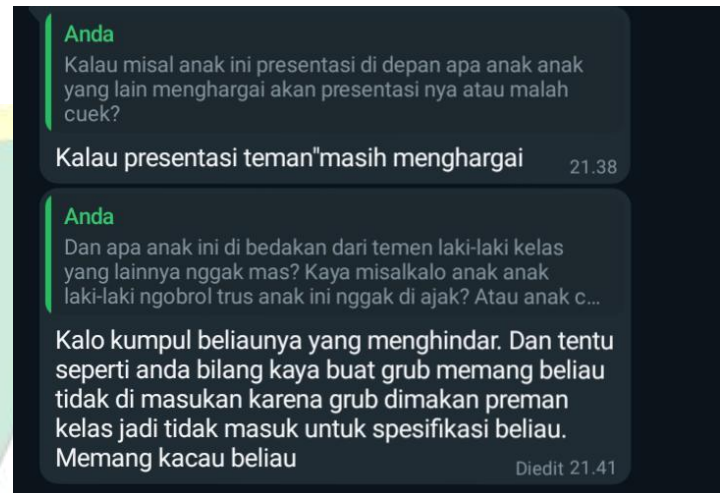 Anda
Kalau misal anak ini presentasi di depan apa anak anak
yang lain menghargai akan presentasi nya atau malah
cuek?
Kalau presentasi teman"masih menghargai
21.38
Anda
Dan apa anak ini di bedakan dari temen laki-laki kelas
yang lainnya nggak mas? Kaya misalkalo anak anak
laki-laki ngobrol trus anak ini nggak di ajak? Atau anak c...
Kalo kumpul beliaunya yang menghindar. Dan tentu
seperti anda bilang kaya buat grub memang beliau
tidak di masukan karena grub dimakan preman
kelas jadi tidak masuk untuk spesifikasi beliau.
Memang kacau beliau
Diedit 21.41